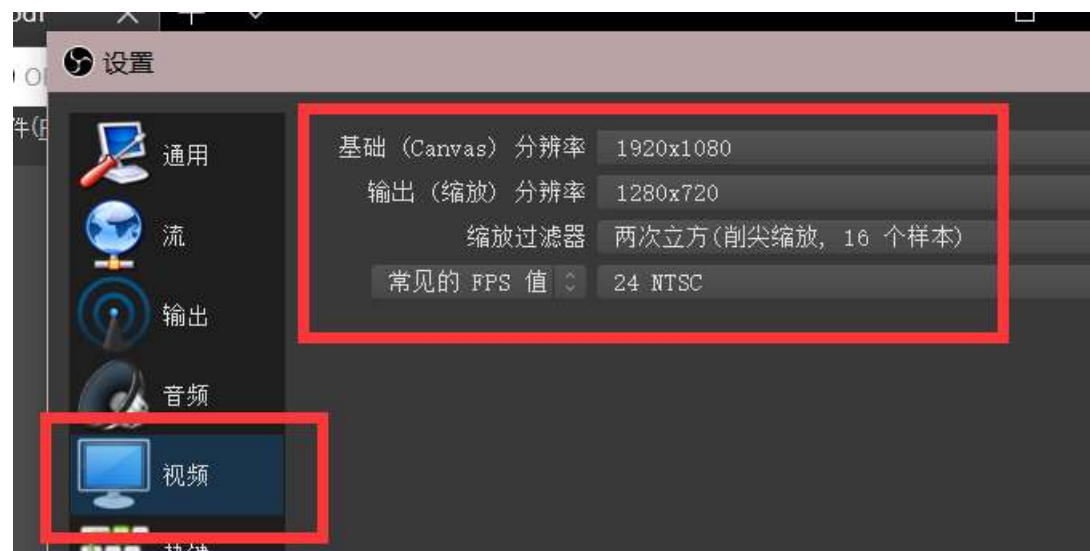 设置
通用
流
输出
音频
视频
基础 (Canvas) 分辨率 1920x1080
输出 (缩放) 分辨率 1280x720
缩放过滤器 两次立方(削尖缩放, 16 个样本)
常见的 FPS 值 24 NTSC